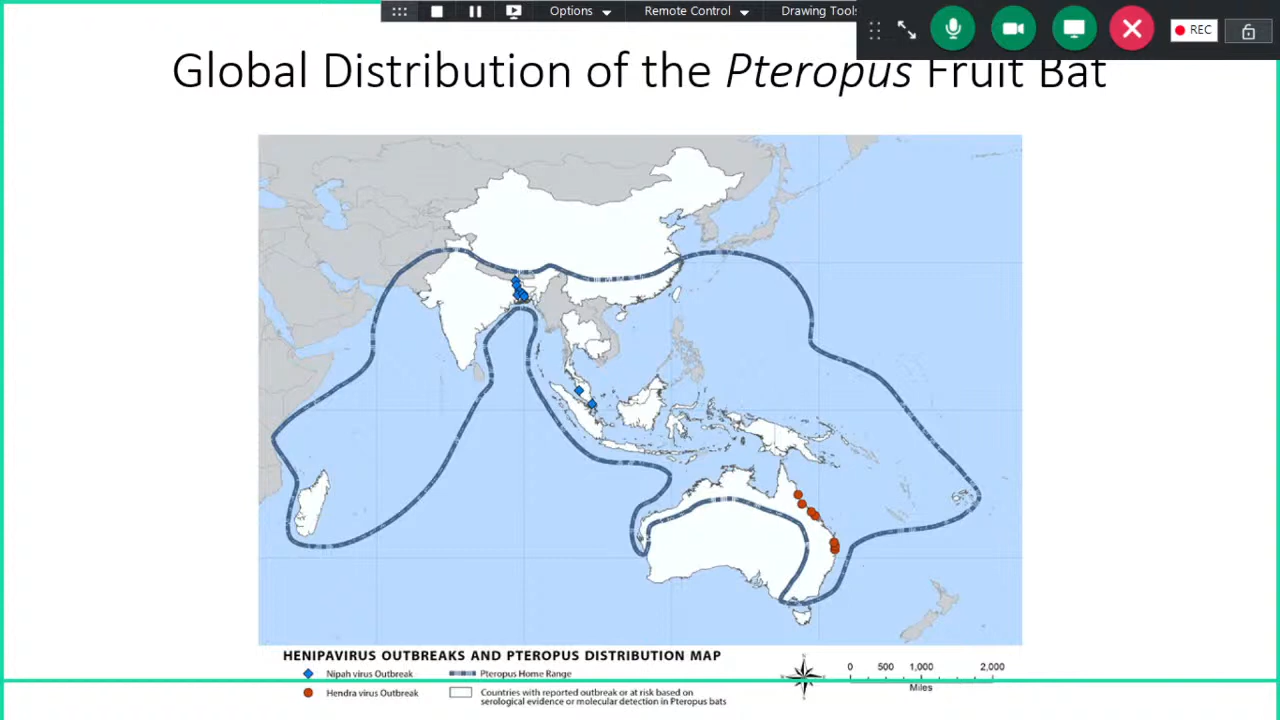 Options
Remote Control
Drawing Tools
REC
Global Distribution of the Pteropus Fruit Bat
HENIPAVIRUS OUTBREAKS AND PTEROPUS DISTRIBUTION MAP
Nipah virus Outbreak
Pteropus Home Range
Hendra virus Outbreak
Countries with reported outbreak or at risk based on
serological evidence or molecular detection in Pteropus bats
0 500 1,000 2,000
Miles